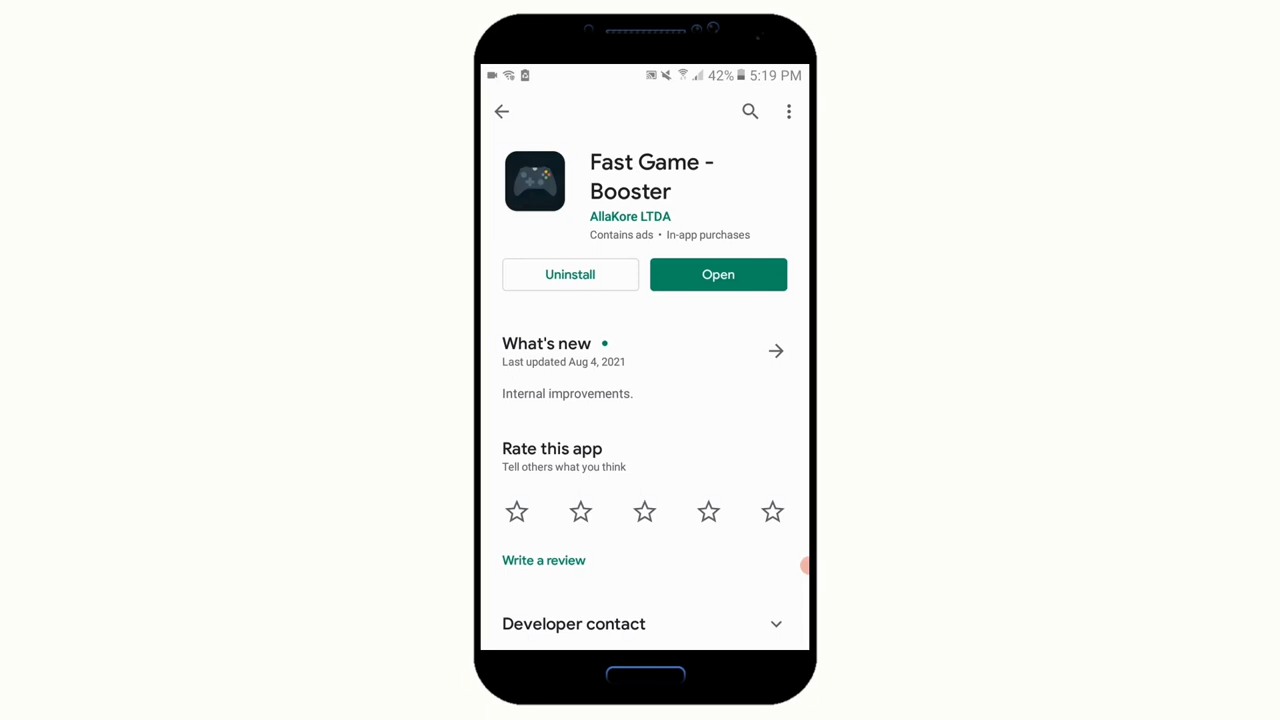 42% 5:19 PM
Fast Game -
Booster
AllaKore LTDA
Contains ads • In-app purchases
Uninstall Open
What's new •
Last updated Aug 4, 2021
Internal improvements.
Rate this app
Tell others what you think
Write a review
Developer contact